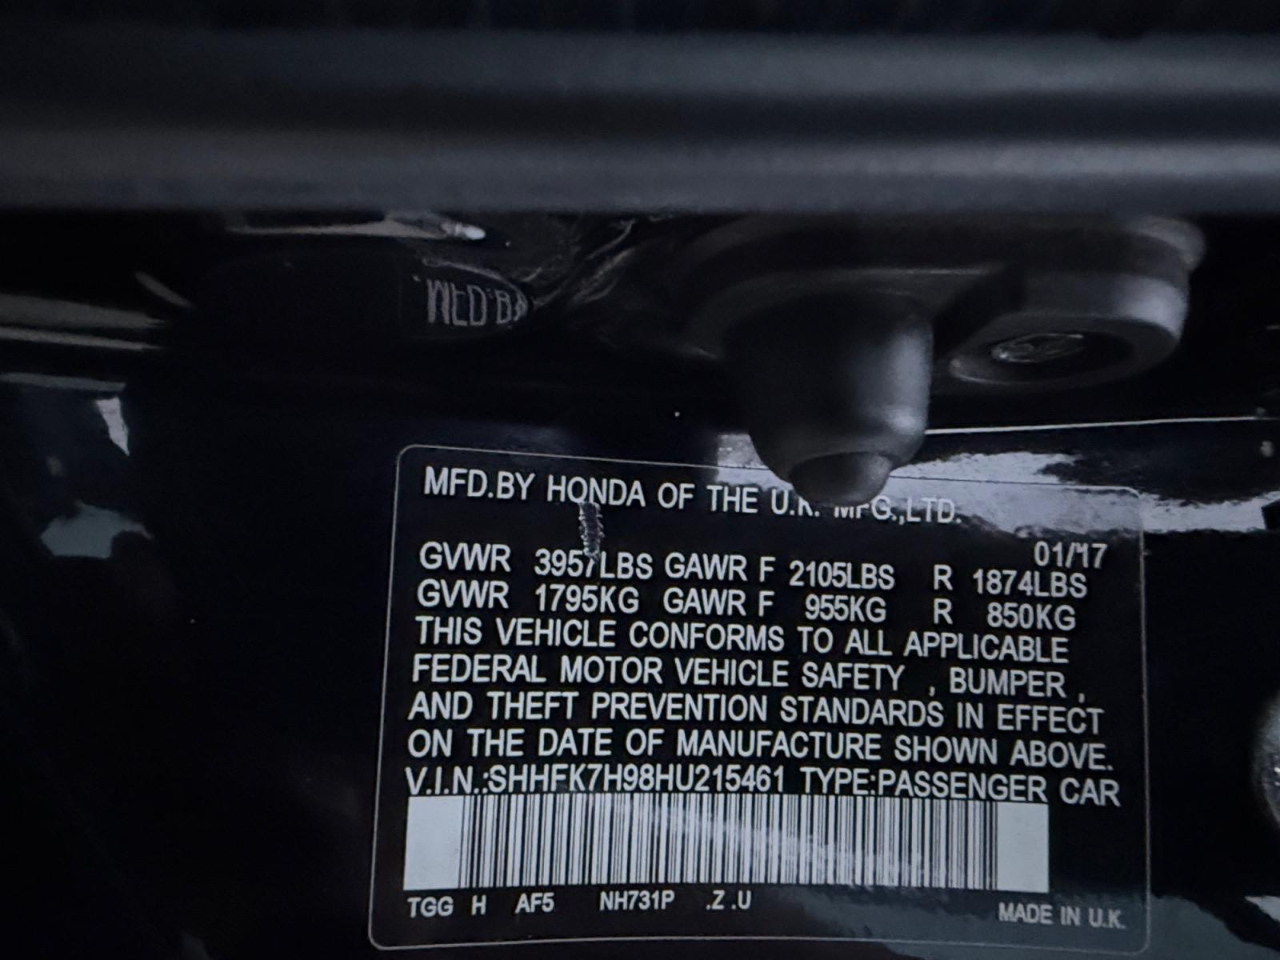 MFD.BY
MFD.BY HONDA OF THE U.K. MFG.,LTD.
01/17
GVWR 3957LBS GAWR F 2105LBS R 1874LBS
GVWR 1795KG GAWR F 955KG R 850KG
THIS VEHICLE CONFORMS TO ALL APPLICABLE
FEDERAL MOTOR VEHICLE SAFETY , BUMPER ,
AND THEFT PREVENTION STANDARDS IN EFFECT
ON THE DATE OF MANUFACTURE SHOWN ABOVE.
V.I.N.:SHHFK7H98HU215461 TYPE:PASSENGER CAR
TGG H AF5 NH731P .Z .U
MADE IN U.K.